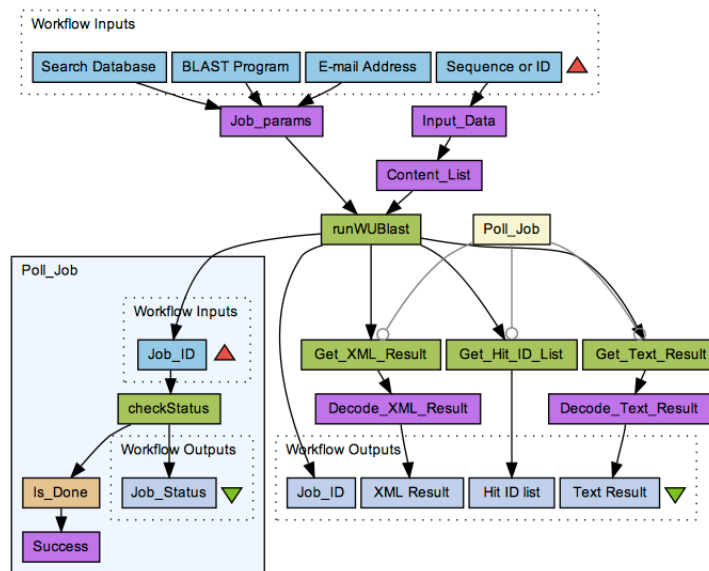 Workflow Inputs
Search Database
BLAST Program
E-mail Address
Sequence or ID
Job_params
Input_Data
Content_List
runWUBlast
Poll_Job
Poll_Job
Workflow Inputs
Job_ID
Get_XML_Result
Get_Hit_ID_List
Get_Text_Result
checkStatus
Decode_XML_Result
Decode_Text_Result
Workflow Outputs
Workflow Outputs
Is_Done
Job_Status
Job_ID
XML Result
Hit ID list
Text Result
Success